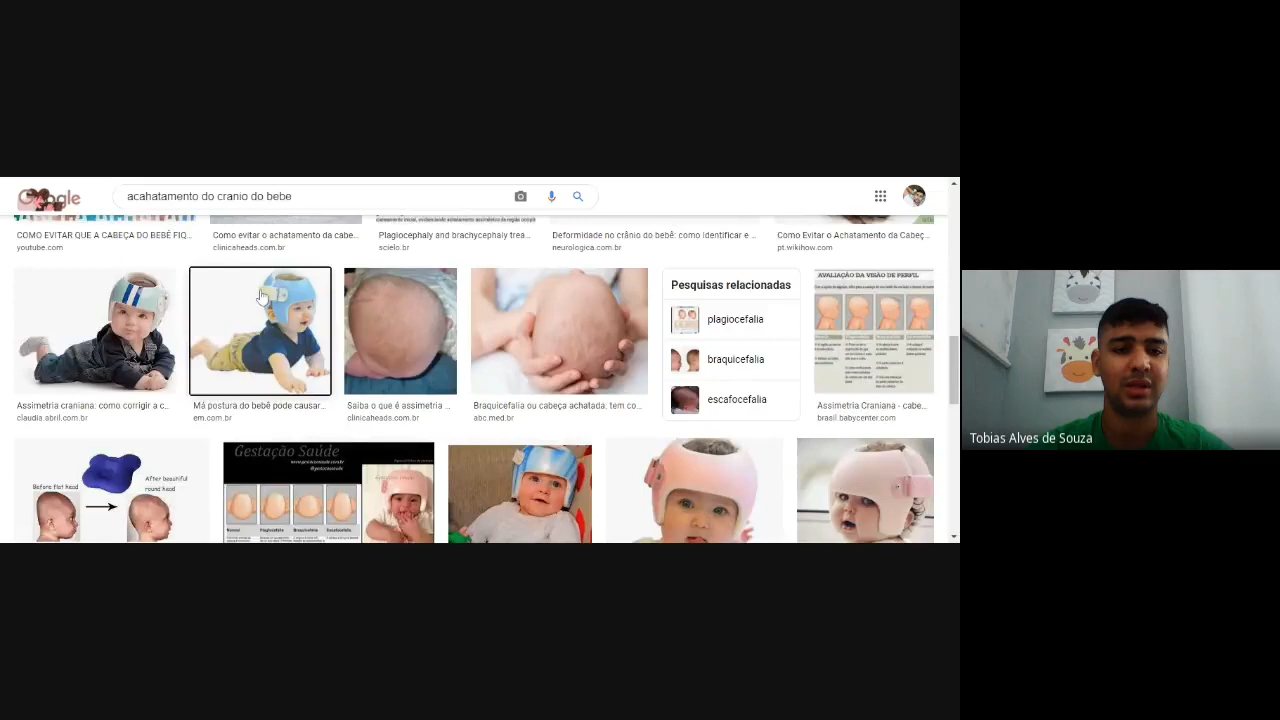 Google
acahatamento do cranio do bebe
COMO EVITAR QUE A CABEÇA DO BEBÊ FIQ...
youtube.com
Como evitar o achatamento da cabe...
clinicaheads.com.br
Plagiocephaly and brachycephaly trea...
scielo.br
Deformidade no crânio do bebê: como identificar e ...
neurologica.com.br
Como Evitar o Achatamento da Cabeç...
pt.wikihow.com
Pesquisas relacionadas
plagiocefalia
braquicefalia
escafocefalia
AVALIAÇÃO DA VISÃO DE PERFIL
Assimetria craniana: como corrigir a c...
claudia.abril.com.br
Má postura do bebê pode causar...
em.com.br
Saiba o que é assimetria ...
clinicaheads.com.br
Braquicefalia ou cabeça achatada: tem co...
abc.med.br
Assimetria Craniana - cabe...
brasil.babycenter.com
Before flat head
After beautiful
round head
Gestação Saúde
Normal Plagiocefalia Braquicefalia Escafocefalia
Tobias Alves de Souza